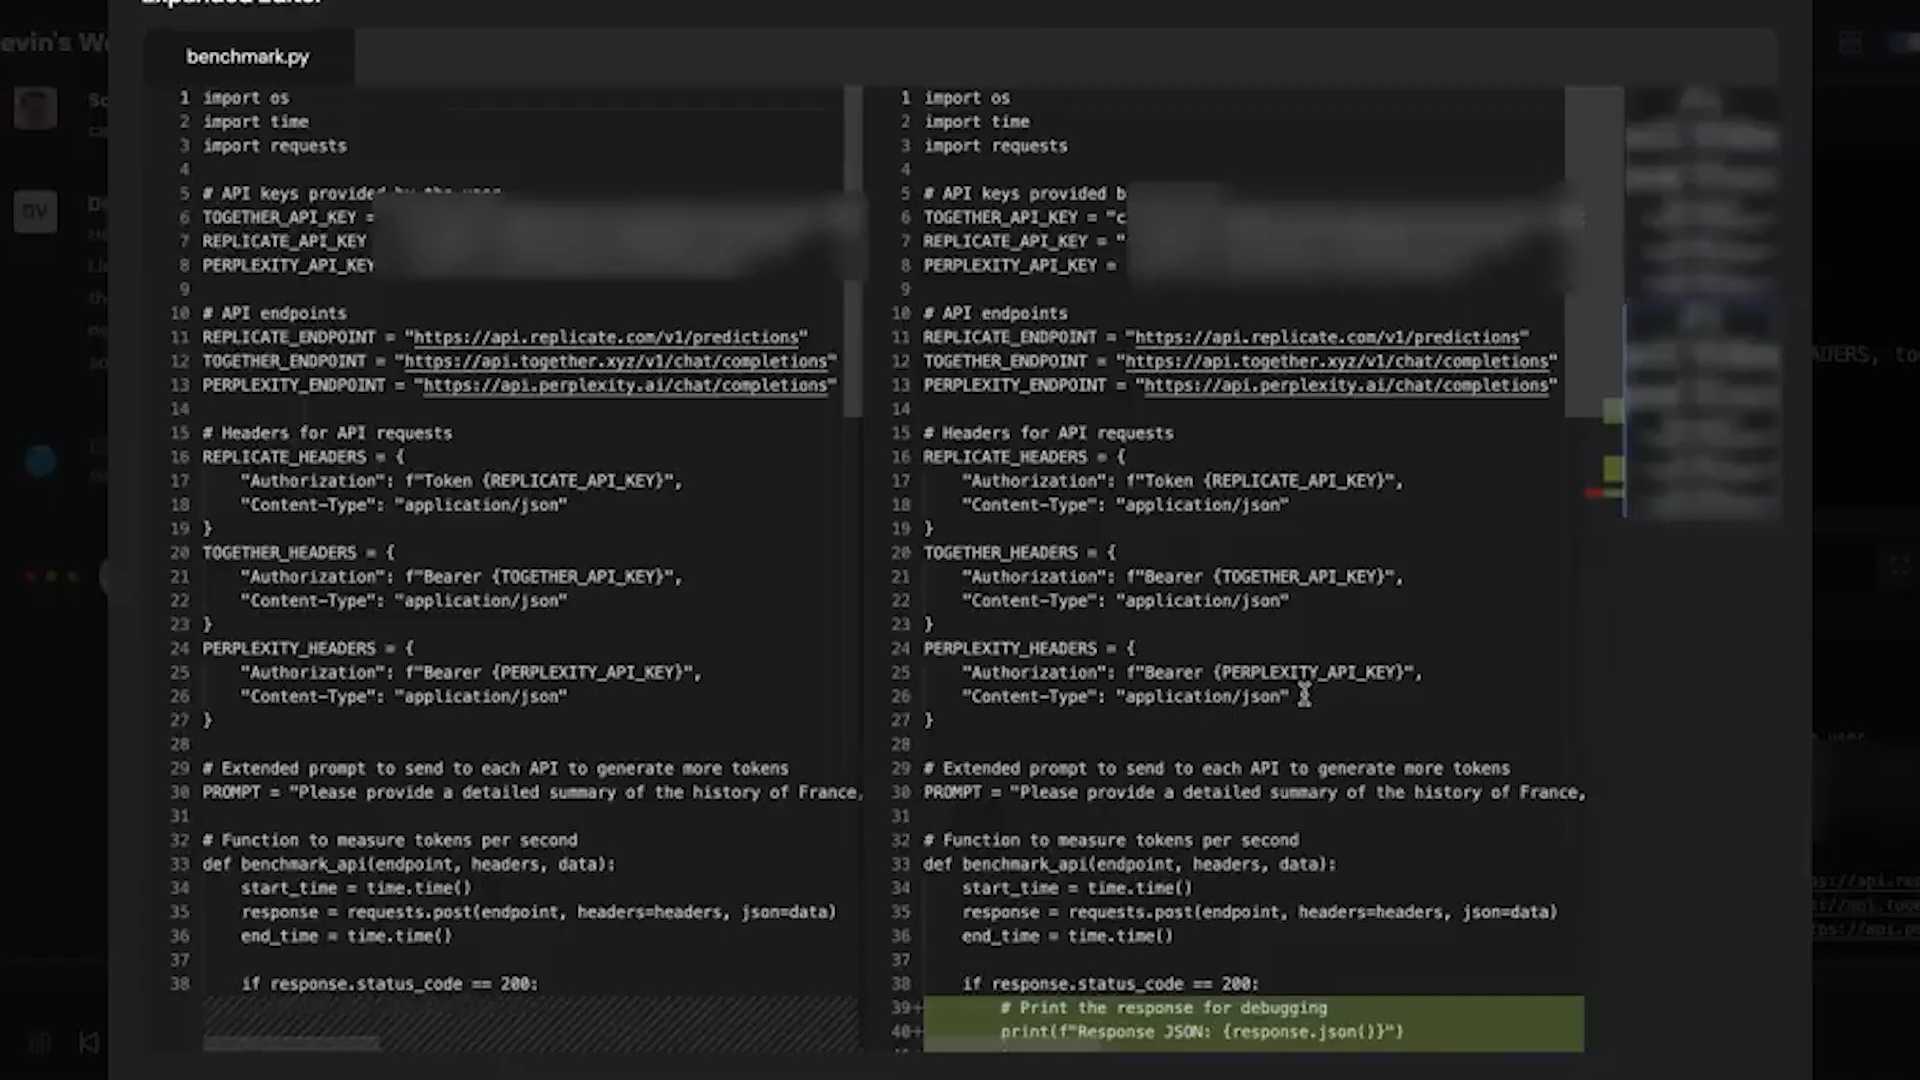 Expanded Editor
evin's W
benchmark.py
1 import os
2 import time
3 import requests
4
5 # API keys provided by the user
6 TOGETHER_API_KEY =
7 REPLICATE_API_KEY
8 PERPLEXITY_API_KEY
9
10 # API endpoints
11 REPLICATE_ENDPOINT = "https://api.replicate.com/v1/predictions"
12 TOGETHER_ENDPOINT = "https://api.together.xyz/v1/chat/completions"
13 PERPLEXITY_ENDPOINT = "https://api.perplexity.ai/chat/completions"
14
15 # Headers for API requests
16 REPLICATE_HEADERS = {
17 "Authorization": f"Token {REPLICATE_API_KEY}",
18 "Content-Type": "application/json"
19 }
20 TOGETHER_HEADERS = {
21 "Authorization": f"Bearer {TOGETHER_API_KEY}",
22 "Content-Type": "application/json"
23 }
24 PERPLEXITY_HEADERS = {
25 "Authorization": f"Bearer {PERPLEXITY_API_KEY}",
26 "Content-Type": "application/json"
27 }
28
29 # Extended prompt to send to each API to generate more tokens
30 PROMPT = "Please provide a detailed summary of the history of France,
31
32 # Function to measure tokens per second
33 def benchmark_api(endpoint, headers, data):
34 start_time = time.time()
35 response = requests.post(endpoint, headers=headers, json=data)
36 end_time = time.time()
37
38 if response.status_code == 200:
1 import os
2 import time
3 import requests
4
5 # API keys provided b
6 TOGETHER_API_KEY = "c
7 REPLICATE_API_KEY = "
8 PERPLEXITY_API_KEY =
9
10 # API endpoints
11 REPLICATE_ENDPOINT = "https://api.replicate.com/v1/predictions"
12 TOGETHER_ENDPOINT = "https://api.together.xyz/v1/chat/completions"
13 PERPLEXITY_ENDPOINT = "https://api.perplexity.ai/chat/completions"
14
15 # Headers for API requests
16 REPLICATE_HEADERS = {
17 "Authorization": f"Token {REPLICATE_API_KEY}",
18 "Content-Type": "application/json"
19 }
20 TOGETHER_HEADERS = {
21 "Authorization": f"Bearer {TOGETHER_API_KEY}",
22 "Content-Type": "application/json"
23 }
24 PERPLEXITY_HEADERS = {
25 "Authorization": f"Bearer {PERPLEXITY_API_KEY}",
26 "Content-Type": "application/json"
27 }
28
29 # Extended prompt to send to each API to generate more tokens
30 PROMPT = "Please provide a detailed summary of the history of France,
31
32 # Function to measure tokens per second
33 def benchmark_api(endpoint, headers, data):
34 start_time = time.time()
35 response = requests.post(endpoint, headers=headers, json=data)
36 end_time = time.time()
37
38 if response.status_code == 200:
39+ # Print the response for debugging
40+ print(f"Response JSON: {response.json()}")
DV
ADERS, to